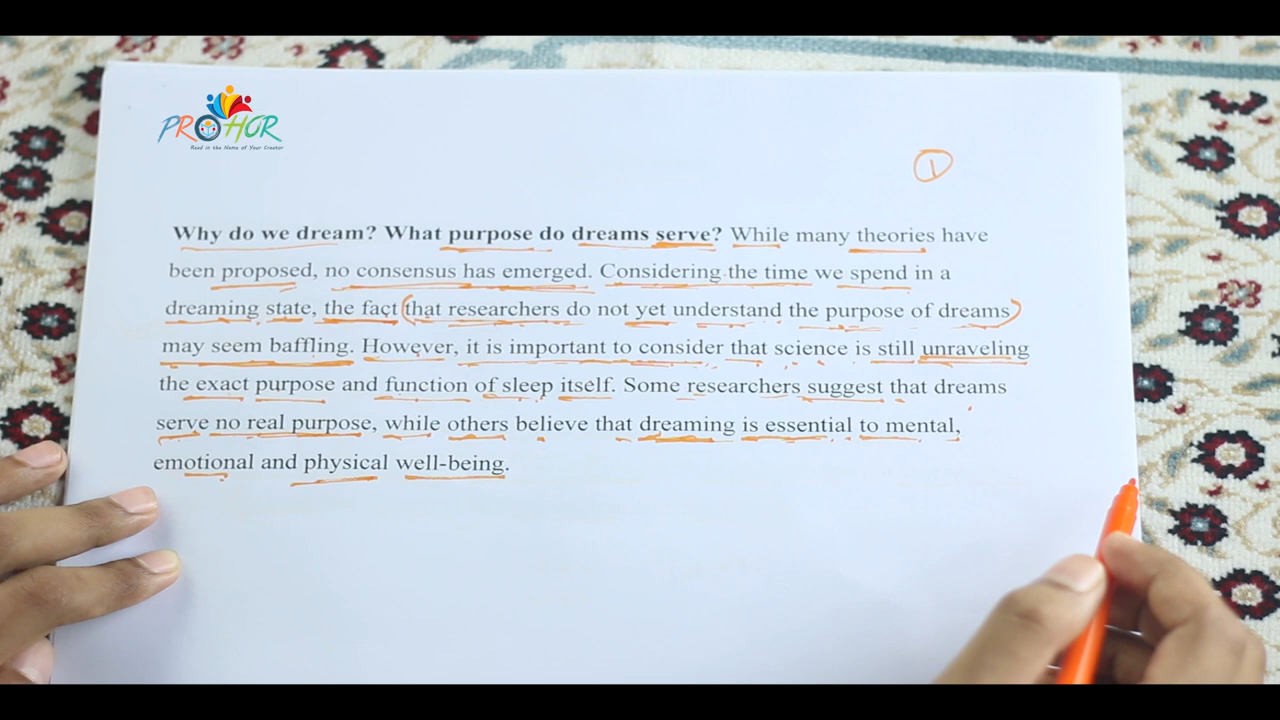 PROHOR
Read in the Name of Your Creator
1
Why do we dream? What purpose do dreams serve? While many theories have
been proposed, no consensus has emerged. Considering the time we spend in a
dreaming state, the fact (that researchers do not yet understand the purpose of dreams)
may seem baffling. However, it is important to consider that science is still unraveling
the exact purpose and function of sleep itself. Some researchers suggest that dreams
serve no real purpose, while others believe that dreaming is essential to mental,
emotional and physical well-being.